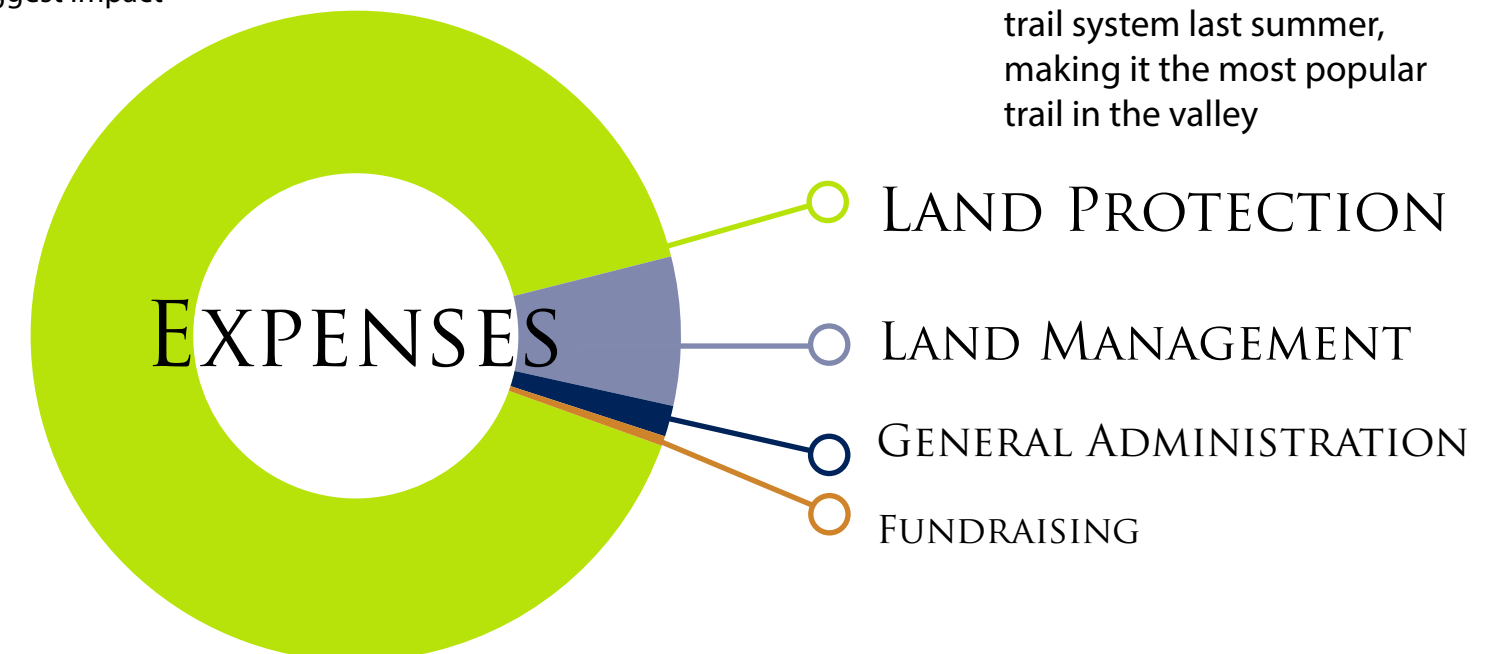 impact
trail system last summer,
making it the most popular
trail in the valley
Land Protection
Expenses
Land Management
General Administration
Fundraising